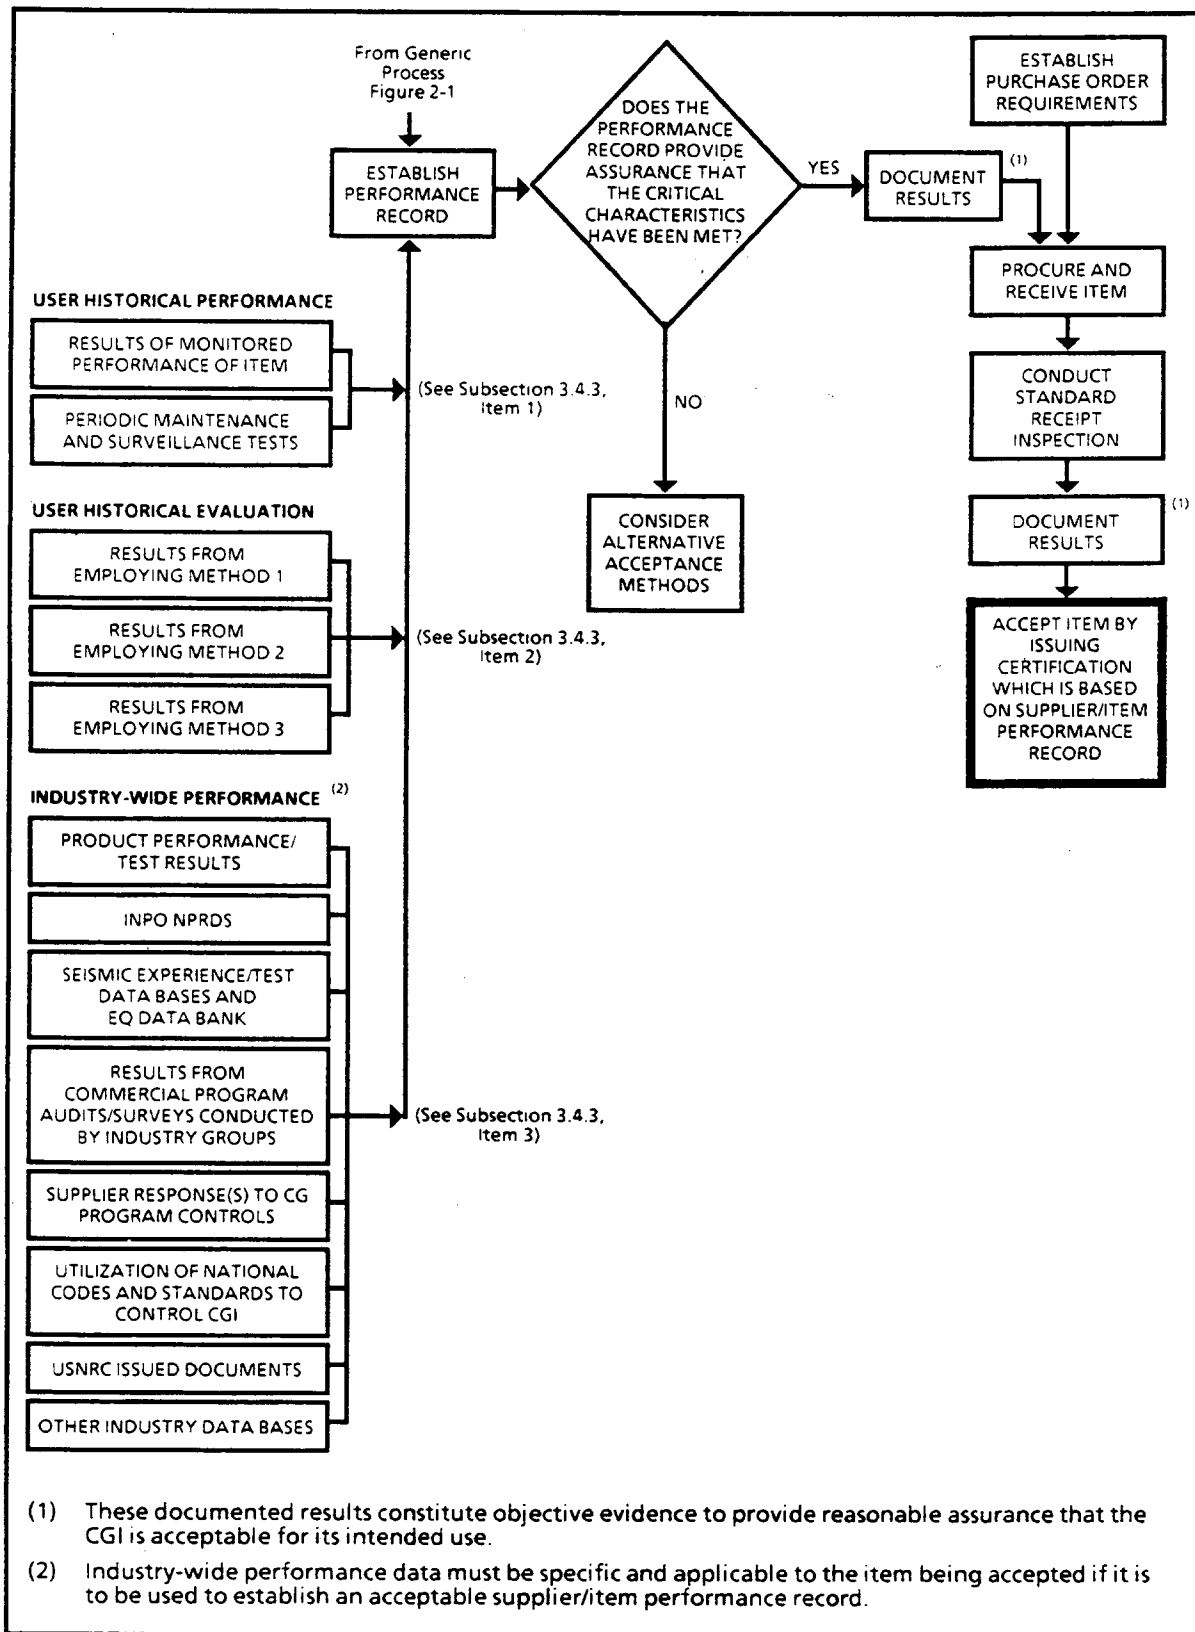 From Generic
Process
Figure 2-1
ESTABLISH
PERFORMANCE
RECORD
DOES THE
PERFORMANCE
RECORD PROVIDE
ASSURANCE THAT
THE CRITICAL
CHARACTERISTICS
HAVE BEEN MET?
YES
NO
DOCUMENT
RESULTS
(1)
ESTABLISH
PURCHASE ORDER
REQUIREMENTS
PROCURE AND
RECEIVE ITEM
CONDUCT
STANDARD
RECEIPT
INSPECTION
DOCUMENT
RESULTS
(1)
ACCEPT ITEM BY
ISSUING
CERTIFICATION
WHICH IS BASED
ON SUPPLIER/ITEM
PERFORMANCE
RECORD
CONSIDER
ALTERNATIVE
ACCEPTANCE
METHODS
USER HISTORICAL PERFORMANCE
RESULTS OF MONITORED
PERFORMANCE OF ITEM
PERIODIC MAINTENANCE
AND SURVEILLANCE TESTS
(See Subsection 3.4.3,
Item 1)
USER HISTORICAL EVALUATION
RESULTS FROM
EMPLOYING METHOD 1
RESULTS FROM
EMPLOYING METHOD 2
RESULTS FROM
EMPLOYING METHOD 3
(See Subsection 3.4.3,
Item 2)
INDUSTRY-WIDE PERFORMANCE (2)
PRODUCT PERFORMANCE/
TEST RESULTS
INPO NPRDS
SEISMIC EXPERIENCE/TEST
DATA BASES AND
EQ DATA BANK
RESULTS FROM
COMMERCIAL PROGRAM
AUDITS/SURVEYS CONDUCTED
BY INDUSTRY GROUPS
SUPPLIER RESPONSE(S) TO CG
PROGRAM CONTROLS
UTILIZATION OF NATIONAL
CODES AND STANDARDS TO
CONTROL CGI
USNRC ISSUED DOCUMENTS
OTHER INDUSTRY DATA BASES
(See Subsection 3.4.3,
Item 3)
(1) These documented results constitute objective evidence to provide reasonable assurance that the
CGI is acceptable for its intended use.
(2) Industry-wide performance data must be specific and applicable to the item being accepted if it is
to be used to establish an acceptable supplier/item performance record.